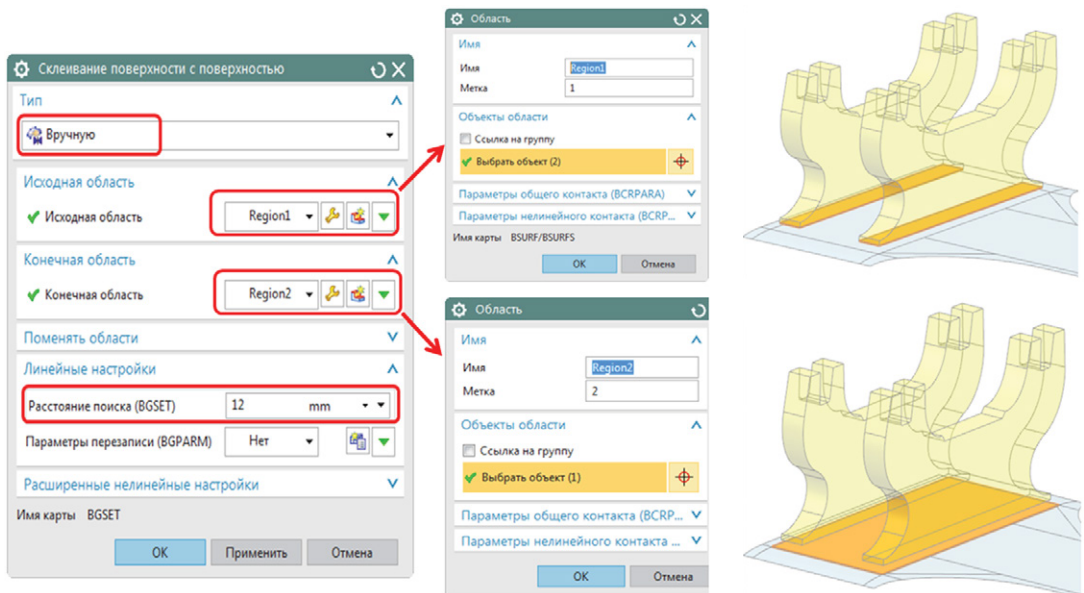 Склеивание поверхности с поверхностью
Тип
Вручную
Исходная область
Исходная область Region1
Конечная область
Конечная область Region2
Поменять области
Линейные настройки
Расстояние поиска (BGSET) 12 mm
Параметры перезаписи (BGPARM) Нет
Расширенные нелинейные настройки
Имя карты BGSET
OK Применить Отмена
Область
Имя
Имя Region1
Метка 1
Объекты области
Ссылка на группу
Выбрать объект (2)
Параметры общего контакта (BCRPARA)
Параметры нелинейного контакта (BCRP...
Имя карты BSURF/BSURFS
OK Отмена
Область
Имя
Имя Region2
Метка 2
Объекты области
Ссылка на группу
Выбрать объект (1)
Параметры общего контакта (BCRP...
Параметры нелинейного контакта ...
OK Отмена